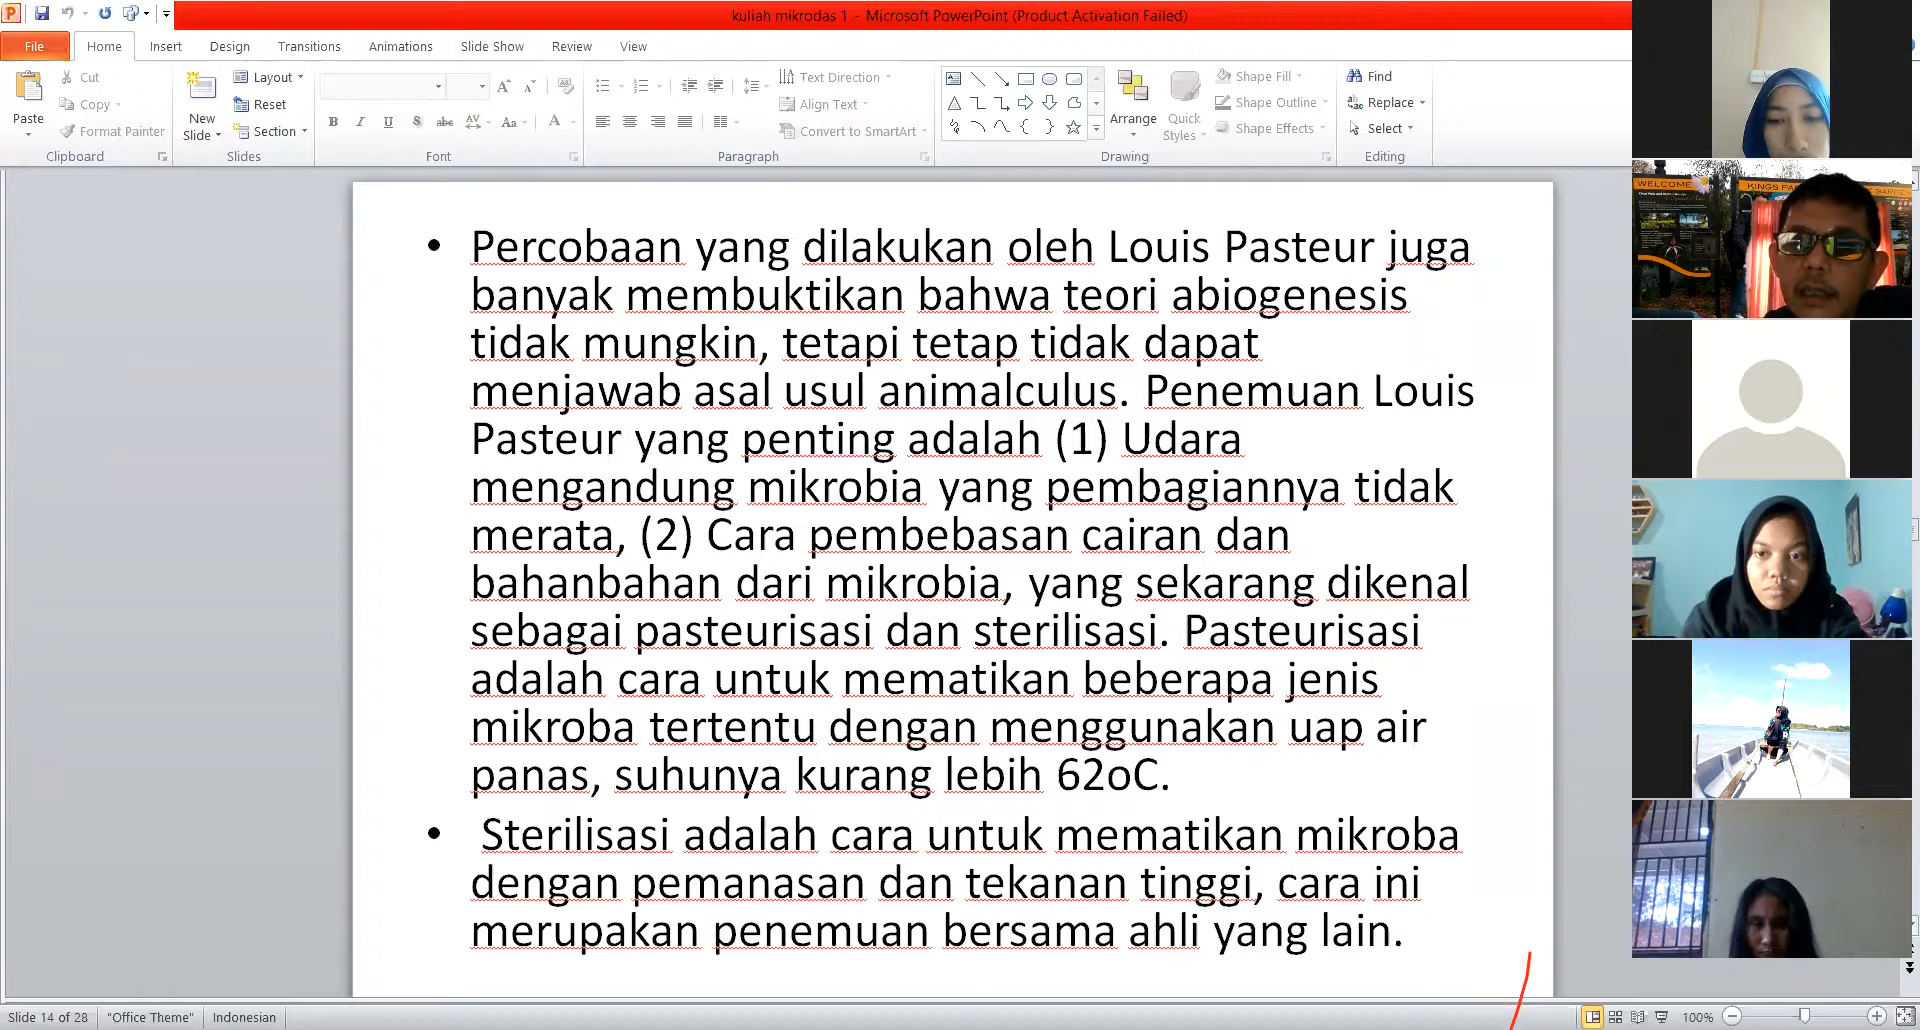 kuliah mikrodas 1 - Microsoft PowerPoint (Product Activation Failed)
File Home Insert Design Transitions Animations Slide Show Review View
Paste
Cut
Copy
Format Painter
Clipboard
New
Slide
Layout
Reset
Section
Slides
B I U S abc AV Aa A
Font
Text Direction
Align Text
Convert to SmartArt
Paragraph
Arrange
Quick
Styles
Shape Fill
Shape Outline
Shape Effects
Drawing
Find
Replace
Select
Editing
• Percobaan yang dilakukan oleh Louis Pasteur juga
banyak membuktikan bahwa teori abiogenesis
tidak mungkin, tetapi tetap tidak dapat
menjawab asal usul animalculus. Penemuan Louis
Pasteur yang penting adalah (1) Udara
mengandung mikrobia yang pembagiannya tidak
merata, (2) Cara pembebasan cairan dan
bahanbahan dari mikrobia, yang sekarang dikenal
sebagai pasteurisasi dan sterilisasi. Pasteurisasi
adalah cara untuk mematikan beberapa jenis
mikroba tertentu dengan menggunakan uap air
panas, suhunya kurang lebih 62oC.
• Sterilisasi adalah cara untuk mematikan mikroba
dengan pemanasan dan tekanan tinggi, cara ini
merupakan penemuan bersama ahli yang lain.
WELCOME
KINGS PA
Slide 14 of 28 "Office Theme" Indonesian
100%